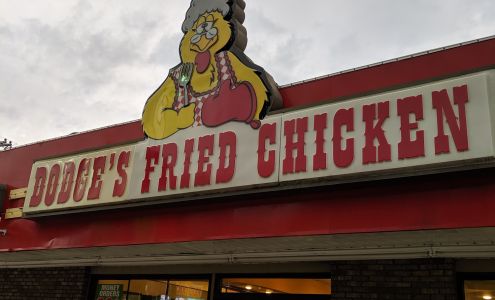 DODGE'S FRIED CHICKEN
MONEY
ORDERS